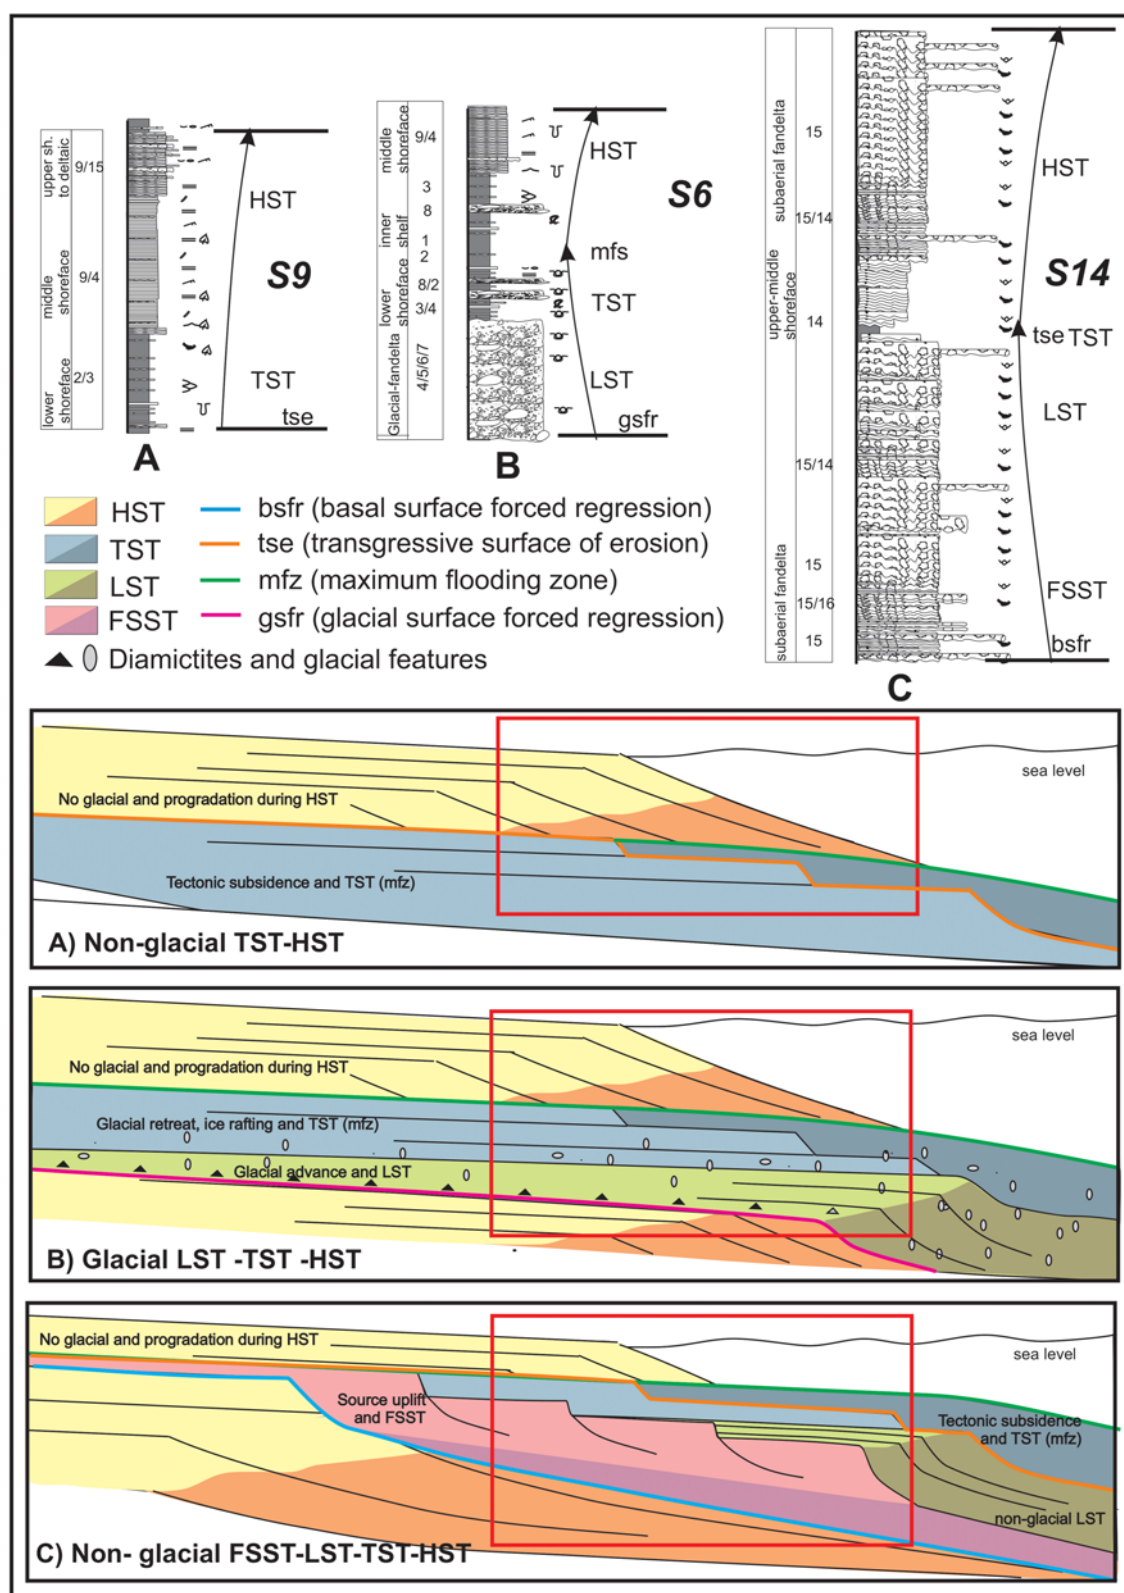 upper sh.
to deltaic
9/15
middle
shoreface
9/4
lower
shoreface
2/3
HST
S9
TST
tse
A
middle
shoreface
9/4
3
inner
shelf
8
1
2
lower
shoreface
8/2
3/4
Glacial-fandelta
4/5/6/7
HST
S6
mfs
TST
LST
gsfr
B
subaerial fandelta
15
15/14
upper-middle
shoreface
14
15/14
subaerial fandelta
15
15/16
15
HST
S14
tse TST
LST
FSST
bsfr
C
HST
TST
LST
FSST
bsfr (basal surface forced regression)
tse (transgressive surface of erosion)
mfz (maximum flooding zone)
gsfr (glacial surface forced regression)
Diamictites and glacial features
sea level
No glacial and progradation during HST
Tectonic subsidence and TST (mfz)
A) Non-glacial TST-HST
sea level
No glacial and progradation during HST
Glacial retreat, ice rafting and TST (mfz)
Glacial advance and LST
B) Glacial LST -TST -HST
No glacial and progradation during HST
sea level
Source uplift
and FSST
Tectonic subsidence
and TST (mfz)
non-glacial LST
C) Non- glacial FSST-LST-TST-HST